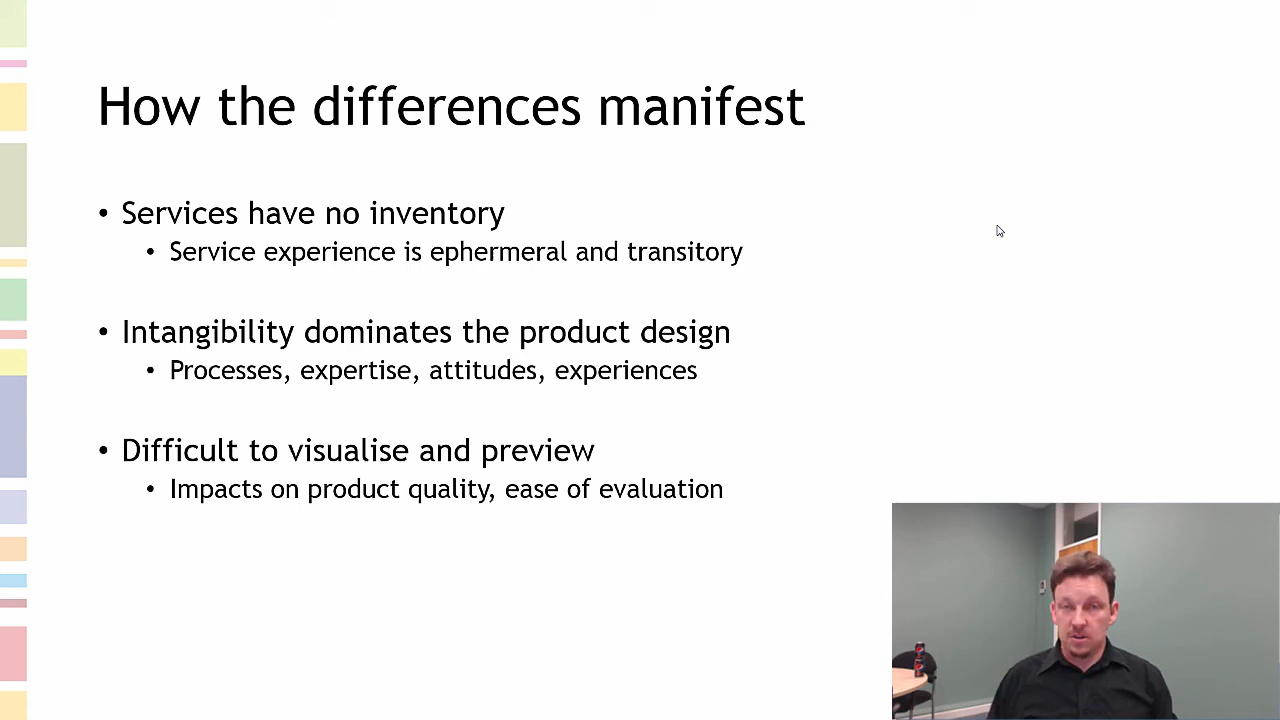 How the differences manifest
• Services have no inventory
• Service experience is ephermeral and transitory
• Intangibility dominates the product design
• Processes, expertise, attitudes, experiences
• Difficult to visualise and preview
• Impacts on product quality, ease of evaluation